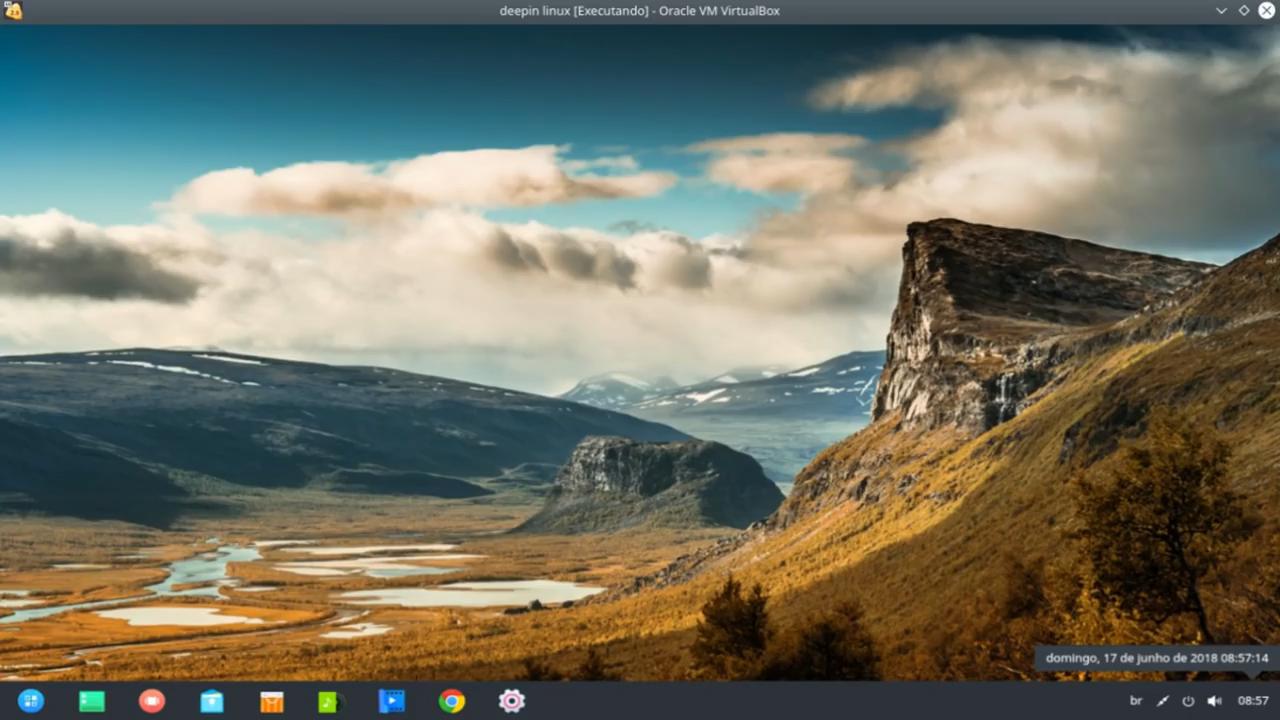 deepin linux [Executando] - Oracle VM VirtualBox
domingo, 17 de junho de 2018 08:57:14
br
08:57